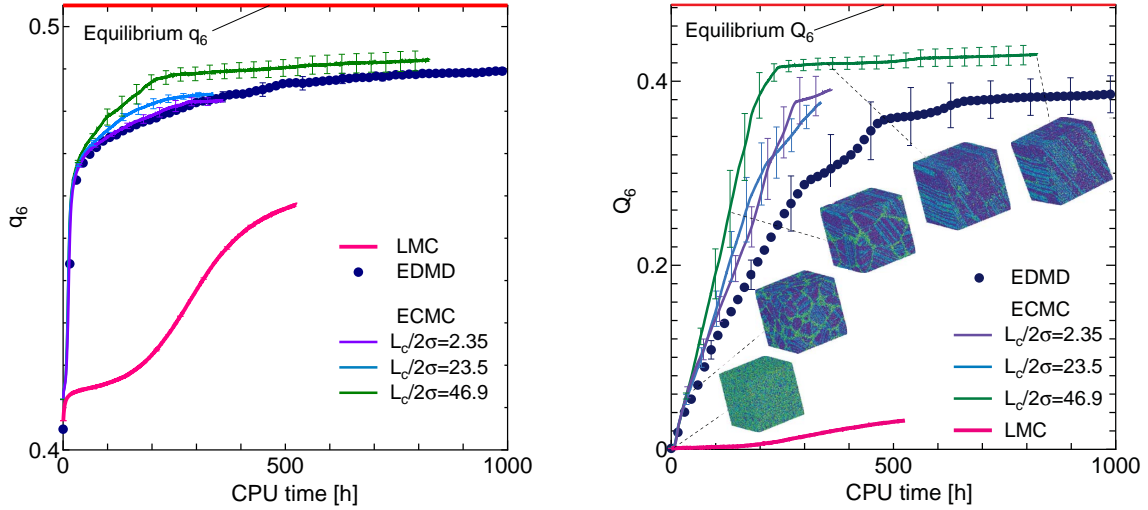 0.5
Equilibrium q6
q6
LMC
EDMD
ECMC
Lc/2σ=2.35
Lc/2σ=23.5
Lc/2σ=46.9
0.4
0
500
1000
CPU time [h]
Equilibrium Q6
0.4
Q6
0.2
EDMD
ECMC
Lc/2σ=2.35
Lc/2σ=23.5
Lc/2σ=46.9
LMC
0
0
500
1000
CPU time [h]